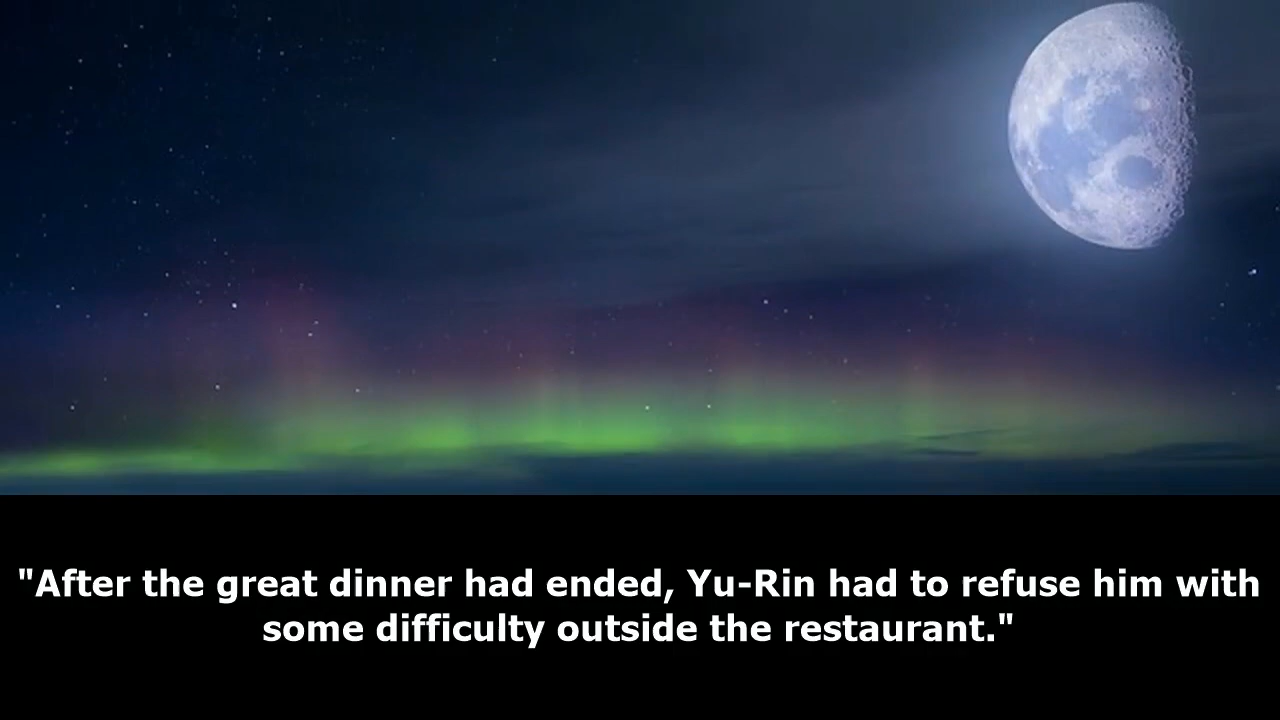 "After the great dinner had ended, Yu-Rin had to refuse him with
some difficulty outside the restaurant."